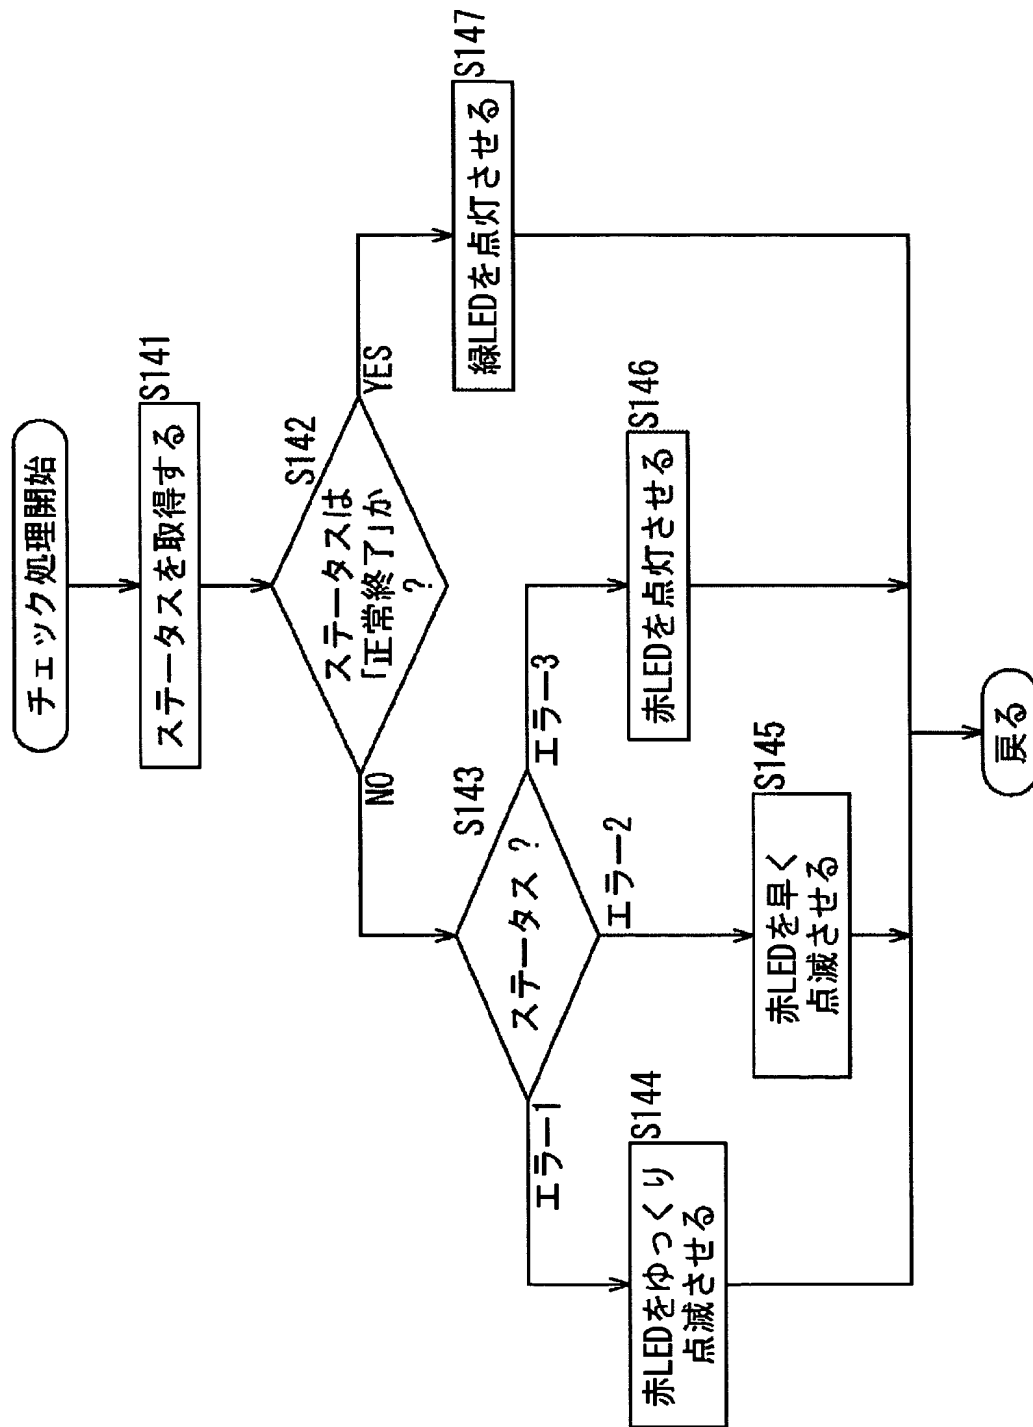 チェック処理開始
S141
ステータスを取得する
S142
ステータスは
「正常終了」か
?
YES
NO
S147
緑LEDを点灯させる
S143
ステータス?
エラー1
エラー2
エラー3
S144
赤LEDをゆっくり
点滅させる
S145
赤LEDを早く
点滅させる
S146
赤LEDを点灯させる
戻る